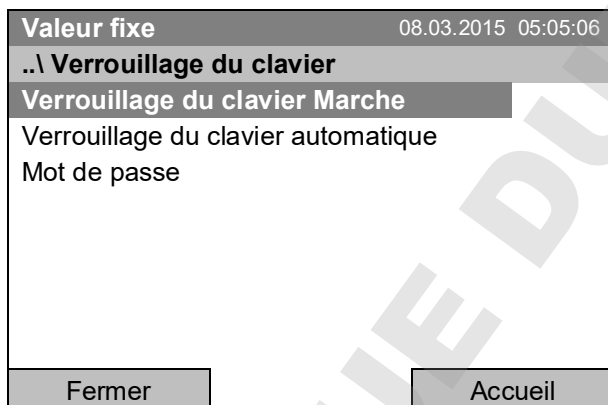 Valeur fixe 08.03.2015 05:05:06
..\ Verrouillage du clavier
Verrouillage du clavier Marche
Verrouillage du clavier automatique
Mot de passe
Fermer Accueil